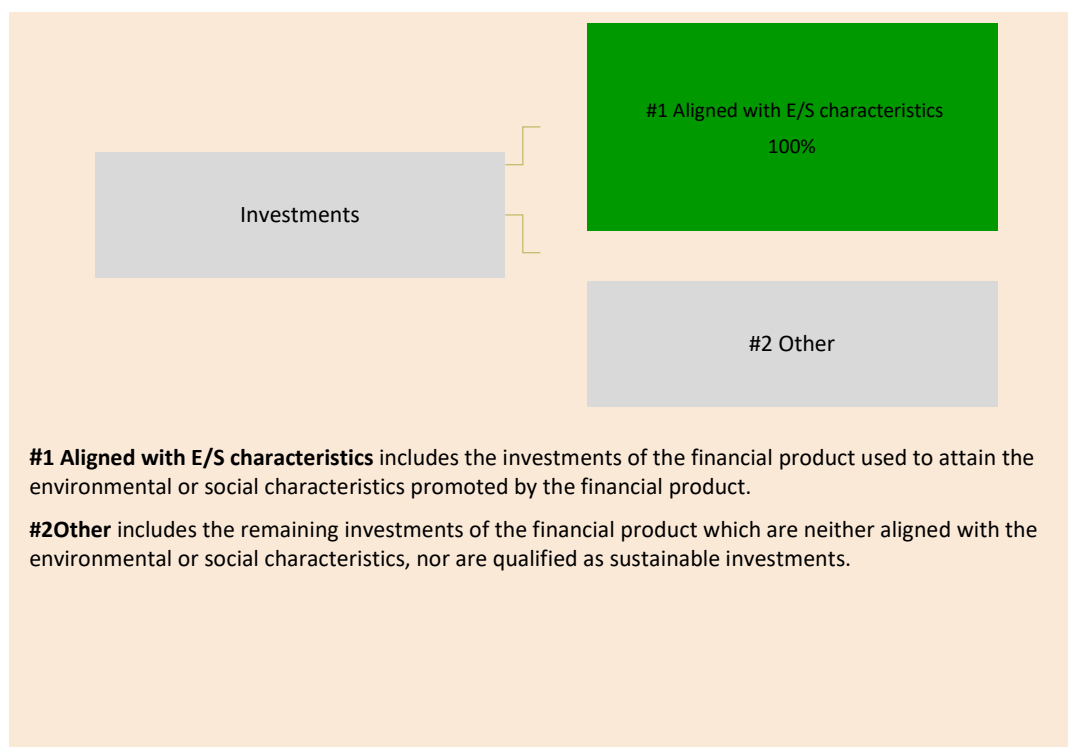 #1 Aligned with E/S characteristics
100%
Investments
#2 Other
#1 Aligned with E/S characteristics includes the investments of the financial product used to attain the
environmental or social characteristics promoted by the financial product.
#2Other includes the remaining investments of the financial product which are neither aligned with the
environmental or social characteristics, nor are qualified as sustainable investments.